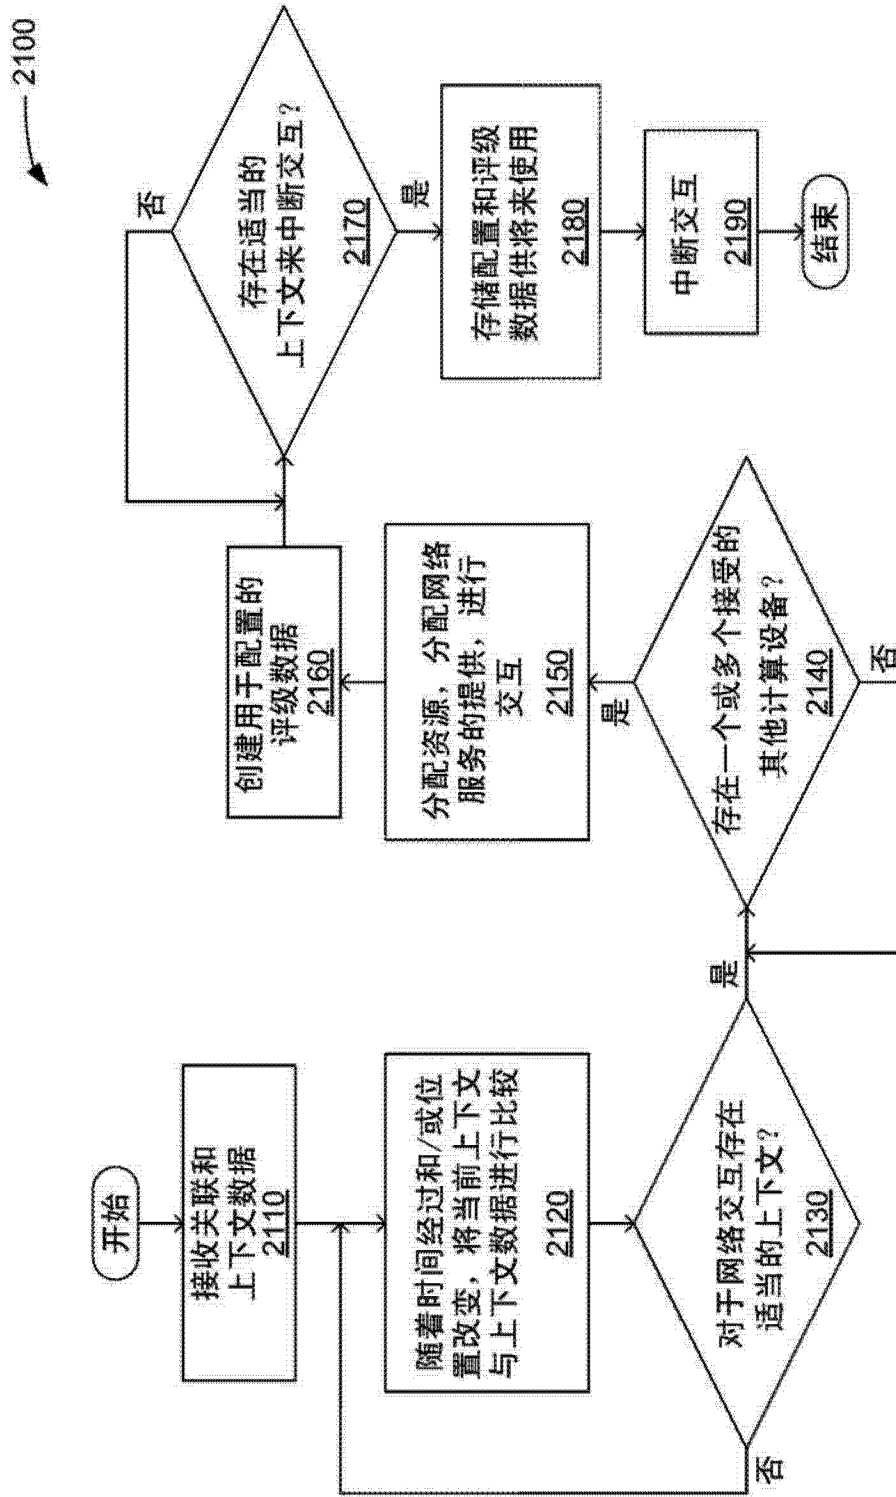 2100
开始
接收关联和
上下文数据
2110
随着时间经过和/或位
置改变，将当前上下文
与上下文数据进行比较
2120
对于网络交互存在
适当的上下文？
2130
否
是
存在一个或多个接受的
其他计算设备？
2140
否
是
分配资源，分配网络
服务的提供，进行
交互
2150
创建用于配置的
评级数据
2160
存在适当的
上下文来中断交互？
2170
否
是
存储配置和评级
数据供将来使用
2180
中断交互
2190
结束